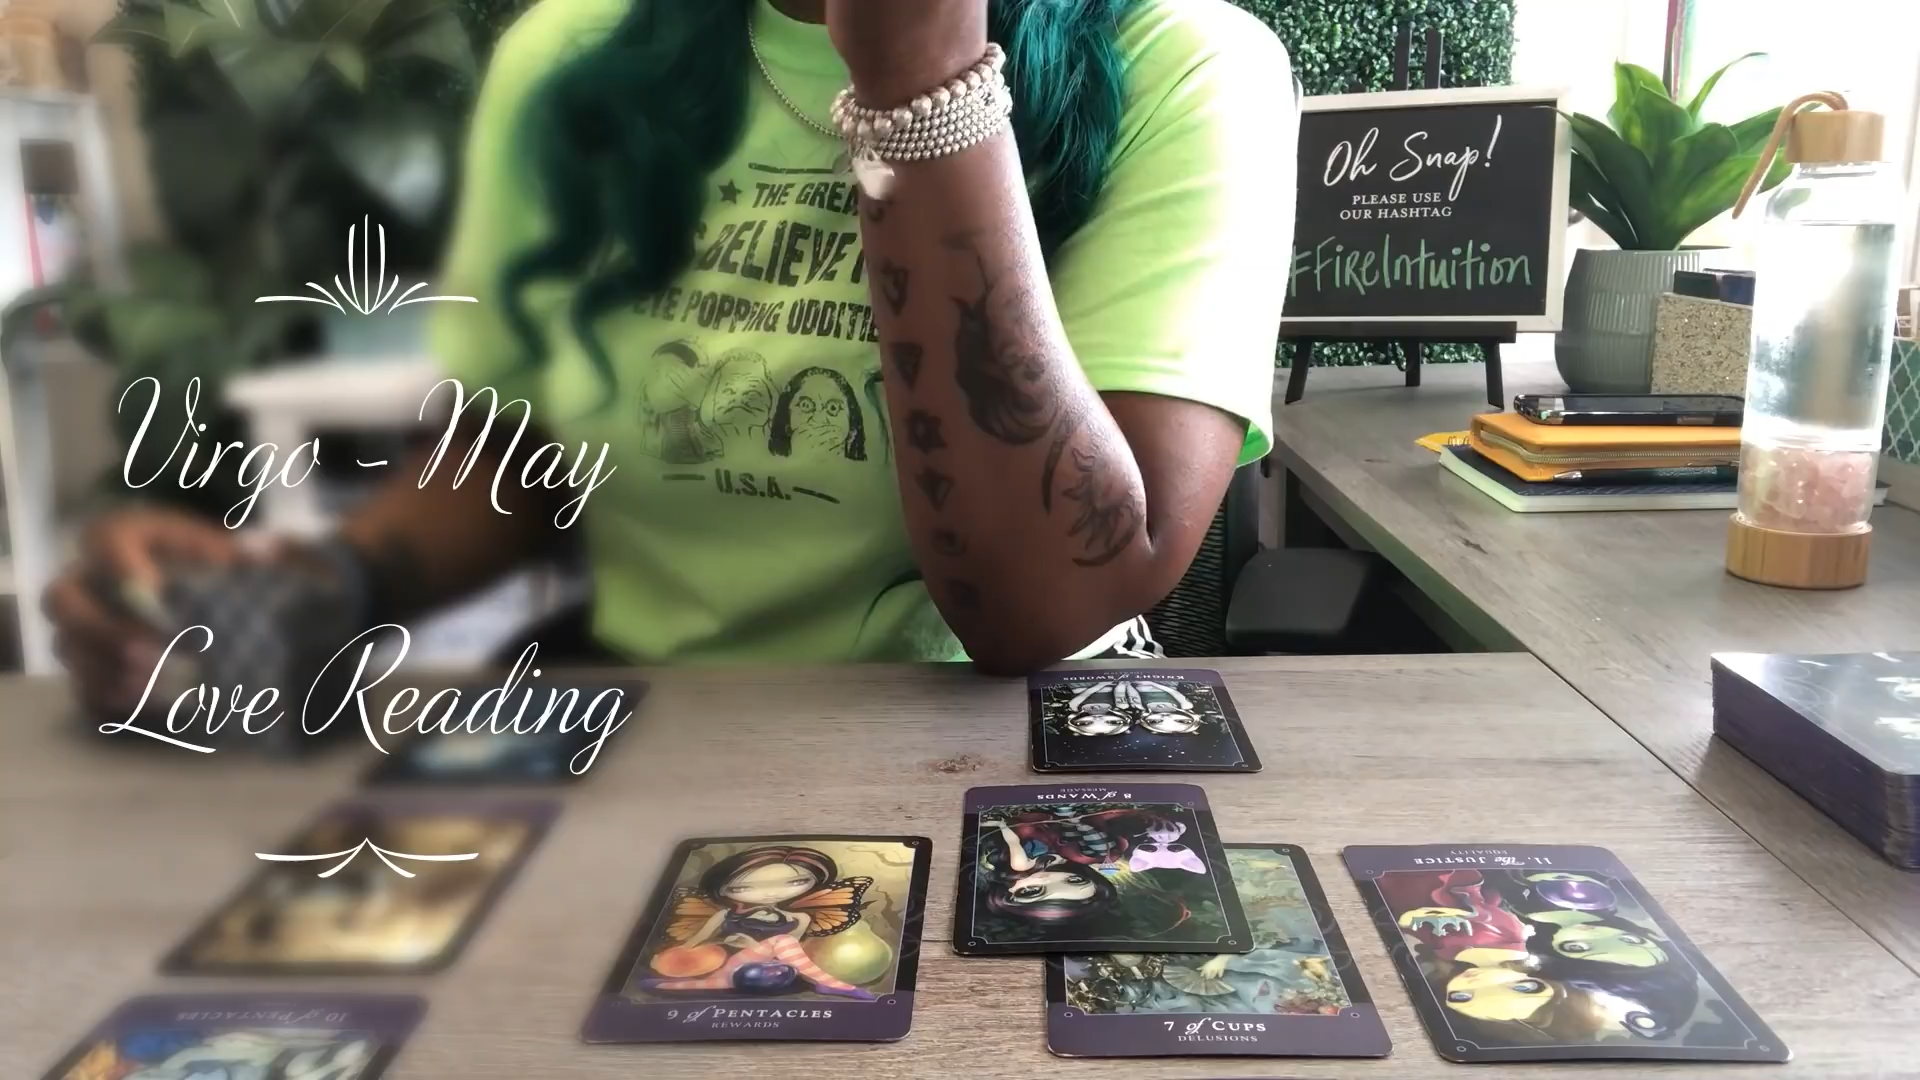 Virgo - May
Love Reading
THE GREA
BELIEVE
EYE POPPING ODDITIE
U.S.A.
Oh Snap!
PLEASE USE
OUR HASHTAG
#FireIntuition
KNIGHT of SWORDS
8 of WANDS
MESSAGE
9 of PENTACLES
REWARDS
7 of CUPS
DELUSIONS
11. The JUSTICE
EQUALITY
10 of PENTACLES